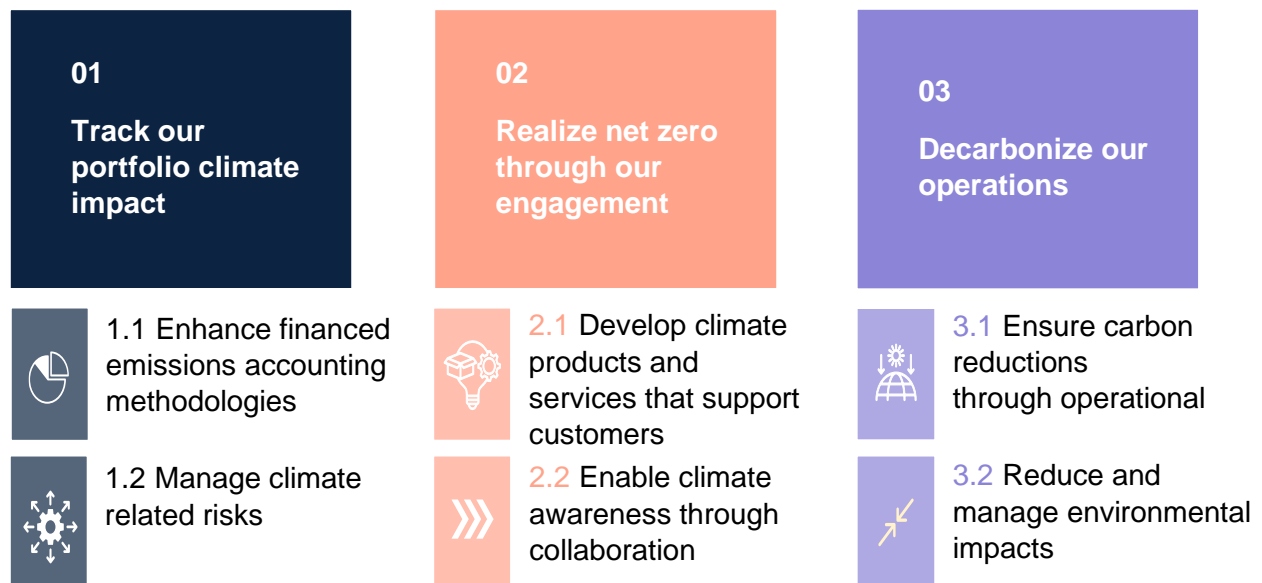 01
Track our
portfolio climate
impact
1.1 Enhance financed
emissions accounting
methodologies
1.2 Manage climate
related risks
02
Realize net zero
through our
engagement
2.1 Develop climate
products and
services that support
customers
2.2 Enable climate
awareness through
collaboration
03
Decarbonize our
operations
3.1 Ensure carbon
reductions
through operational
3.2 Reduce and
manage environmental
impacts